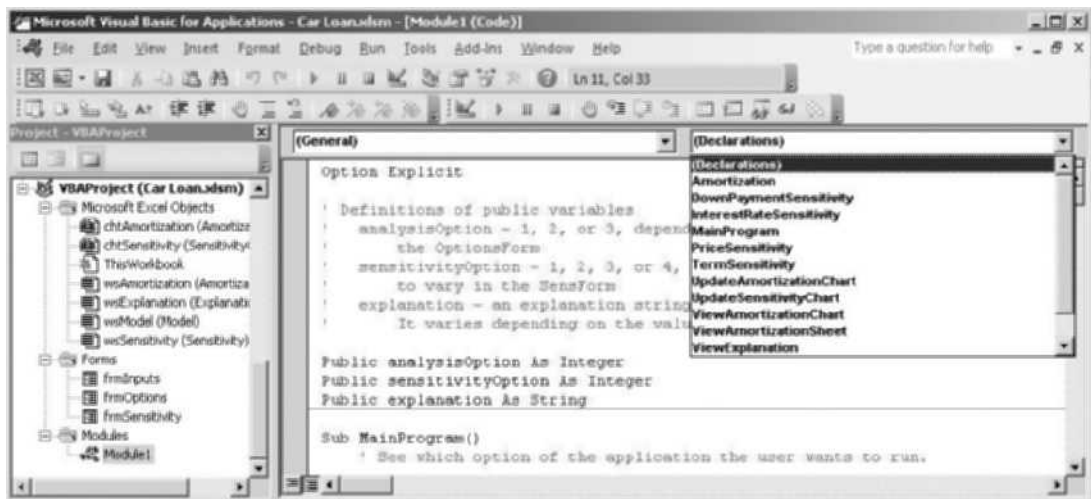 Microsoft Visual Basic for Applications - Car Loan.xlsm - [Module1 (Code)]
File Edit View Insert Format Debug Run Tools Add-Ins Window Help
Type a question for help
Ln 11, Col 33
Project - VBAProject
VBAProject (Car Loan.xlsm)
Microsoft Excel Objects
chtAmortization (Amortiza
chtSensitivity (Sensitivity
ThisWorkbook
wsAmortization (Amortiza
wsExplanation (Explanati
wsModel (Model)
wsSensitivity (Sensitivity)
Forms
frmInputs
frmOptions
frmSensitivity
Modules
Module1
(General)
(Declarations)
(Declarations)
Amortization
DownPaymentSensitivity
InterestRateSensitivity
MainProgram
PriceSensitivity
TermSensitivity
UpdateAmortizationChart
UpdateSensitivityChart
ViewAmortizationChart
ViewAmortizationSheet
ViewExplanation
Option Explicit
' Definitions of public variables
' analysisOption - 1, 2, or 3, depend
' the OptionsForm
' sensitivityOption - 1, 2, 3, or 4,
' to vary in the SensForm
' explanation - an explanation string
' It varies depending on the valu
Public analysisOption As Integer
Public sensitivityOption As Integer
Public explanation As String
Sub MainProgram()
' See which option of the application the user wants to run.